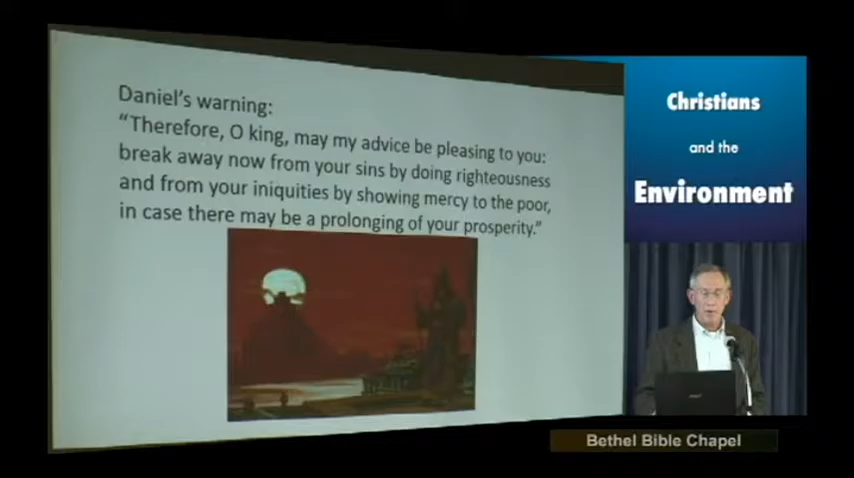 Daniel's warning:
“Therefore, O king, may my advice be pleasing to you:
break away now from your sins by doing righteousness
and from your iniquities by showing mercy to the poor,
in case there may be a prolonging of your prosperity.”
Christians
and the
Environment
Bethel Bible Chapel